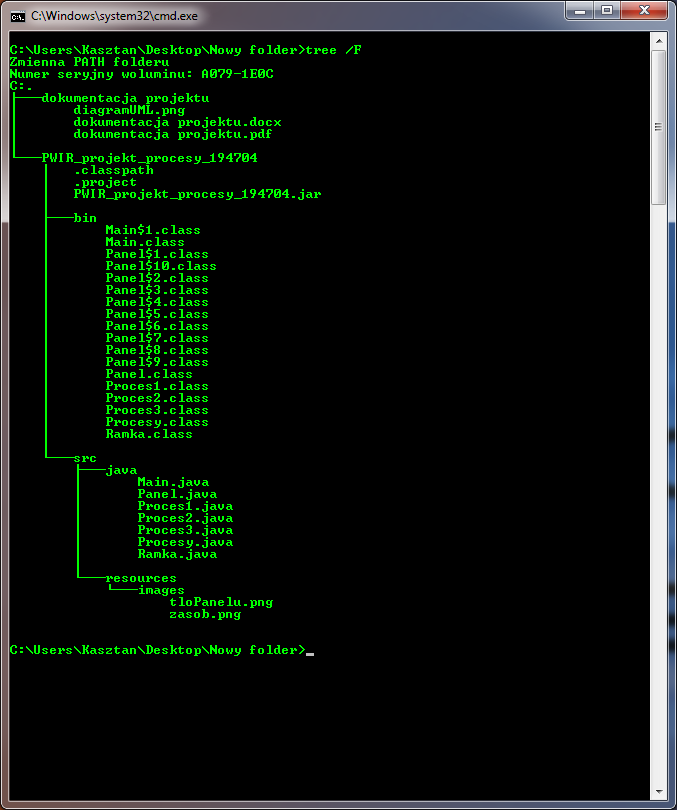 C:\Windows\system32\cmd.exe
C:\Users\Kasztan\Desktop\Nowy folder>tree /F
Zmienna PATH folderu
Numer seryjny woluminu: A079-1E0C
C:.
├───dokumentacja projektu
│       diagramUML.png
│       dokumentacja projektu.docx
│       dokumentacja projektu.pdf
│
└───PWIR_projekt_procesy_194704
    │   .classpath
    │   .project
    │   PWIR_projekt_procesy_194704.jar
    │
    ├───bin
    │       Main$1.class
    │       Main.class
    │       Panel$1.class
    │       Panel$10.class
    │       Panel$2.class
    │       Panel$3.class
    │       Panel$4.class
    │       Panel$5.class
    │       Panel$6.class
    │       Panel$7.class
    │       Panel$8.class
    │       Panel$9.class
    │       Panel.class
    │       Proces1.class
    │       Proces2.class
    │       Proces3.class
    │       Procesy.class
    │       Ramka.class
    │
    └───src
        ├───java
        │       Main.java
        │       Panel.java
        │       Proces1.java
        │       Proces2.java
        │       Proces3.java
        │       Procesy.java
        │       Ramka.java
        │
        └───resources
            └───images
                    tloPanelu.png
                    zasob.png
C:\Users\Kasztan\Desktop\Nowy folder>_